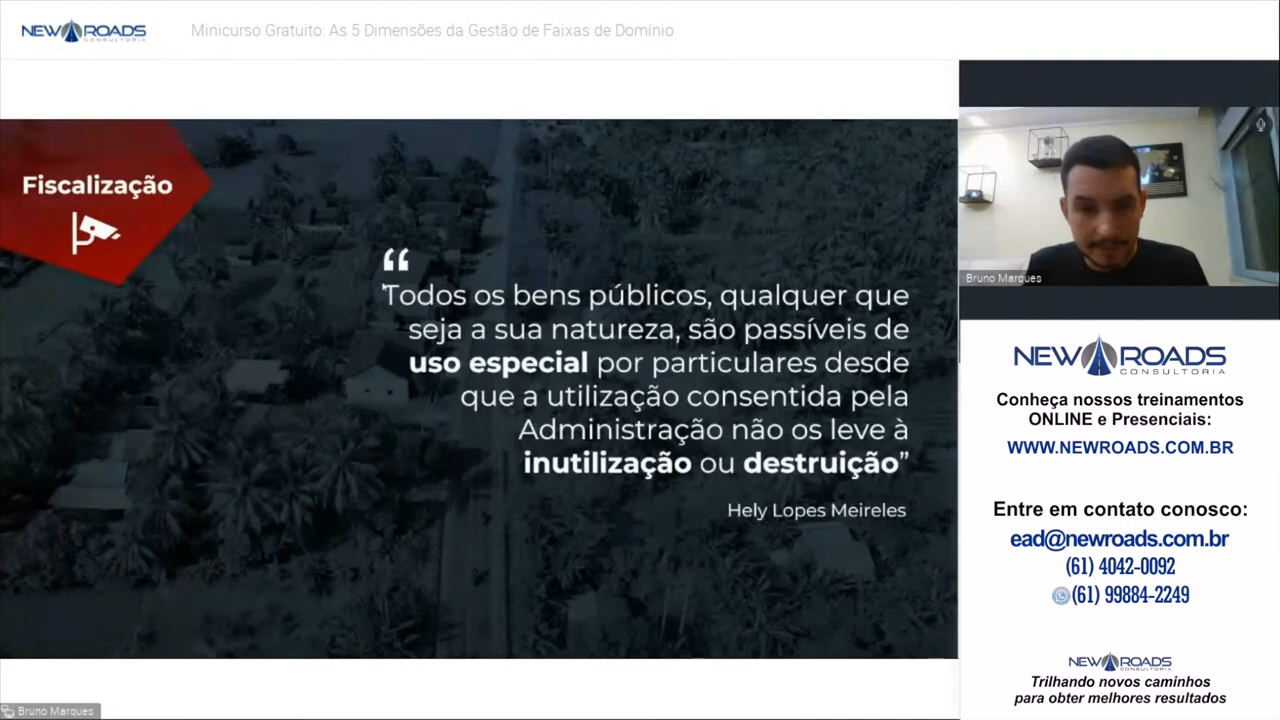 NEW ROADS
CONSULTORIA
Minicurso Gratuito: As 5 Dimensões da Gestão de Faixas de Domínio
Fiscalização
“
"Todos os bens públicos, qualquer que
seja a sua natureza, são passíveis de
uso especial por particulares desde
que a utilização consentida pela
Administração não os leve à
inutilização ou destruição”
Hely Lopes Meireles
Bruno Marques
Bruno Marques
NEW ROADS
CONSULTORIA
Conheça nossos treinamentos
ONLINE e Presenciais:
WWW.NEWROADS.COM.BR
Entre em contato conosco:
ead@newroads.com.br
(61) 4042-0092
(61) 99884-2249
NEW ROADS
CONSULTORIA
Trilhando novos caminhos
para obter melhores resultados